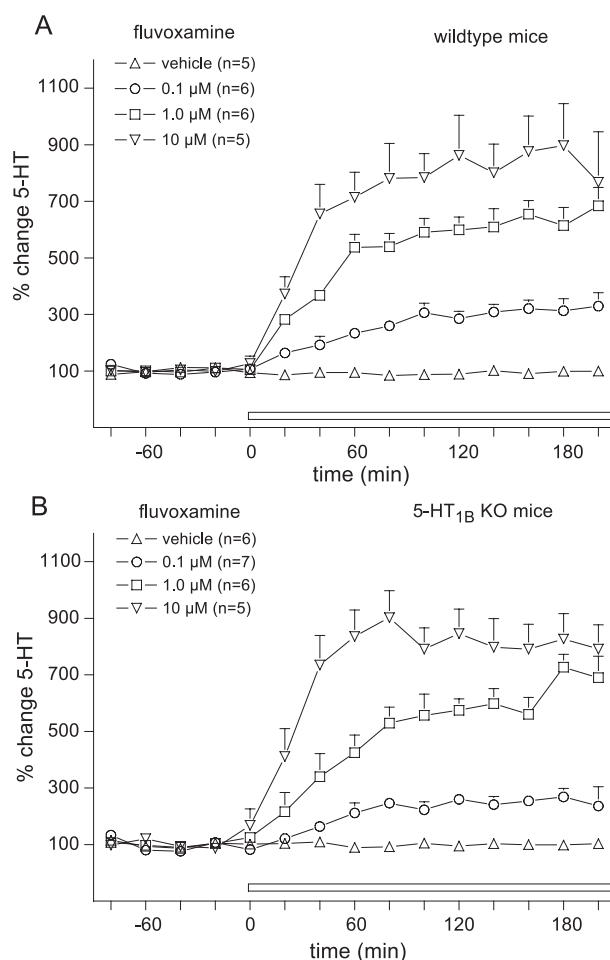 A
fluvoxamine
wildtype mice
vehicle (n=5)
0.1 µM (n=6)
1.0 µM (n=6)
10 µM (n=5)
1100
900
700
500
300
100
% change 5-HT
-60 0 60 120 180
time (min)
B
fluvoxamine
5-HT1B KO mice
vehicle (n=6)
0.1 µM (n=7)
1.0 µM (n=6)
10 µM (n=5)
1100
900
700
500
300
100
% change 5-HT
-60 0 60 120 180
time (min)